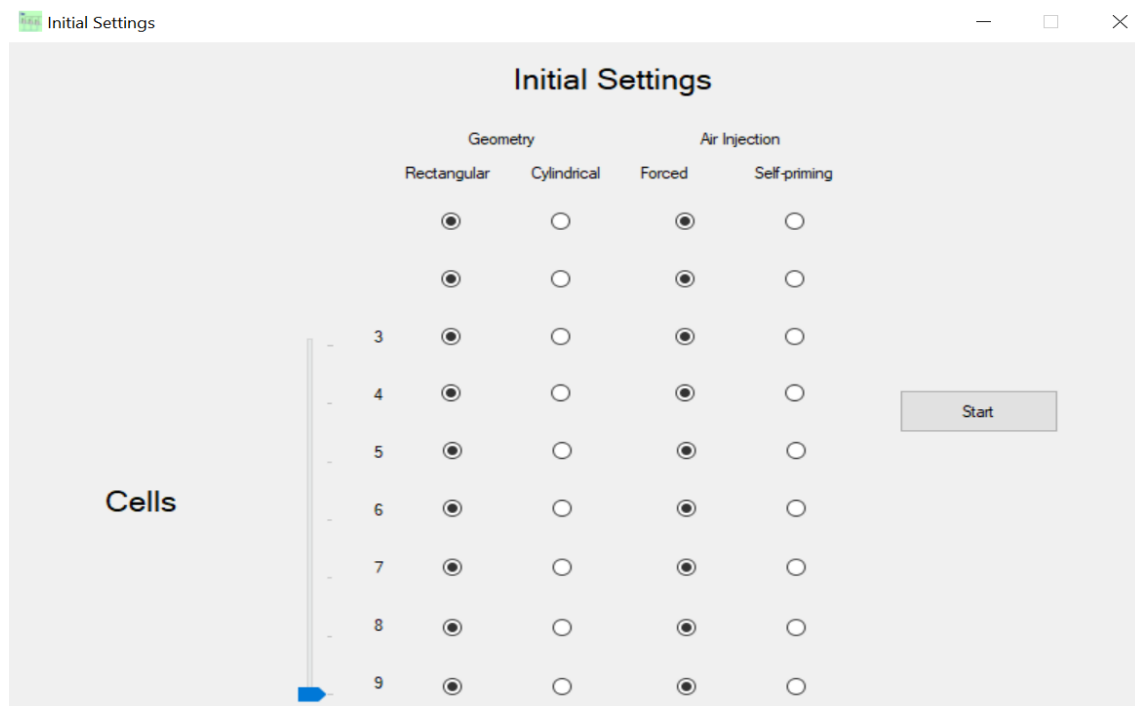 Initial Settings
Initial Settings
Geometry Air Injection
Rectangular Cylindrical Forced Self-priming
3
4
Start
5
Cells
6
7
8
9